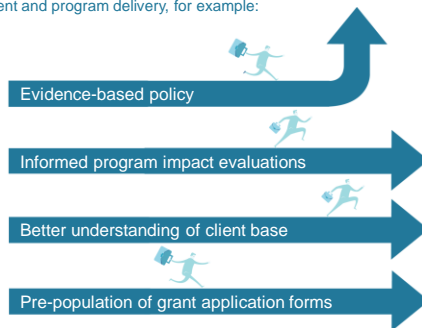 ent and program delivery, for example:
Evidence-based policy
Informed program impact evaluations
Better understanding of client base
Pre-population of grant application forms